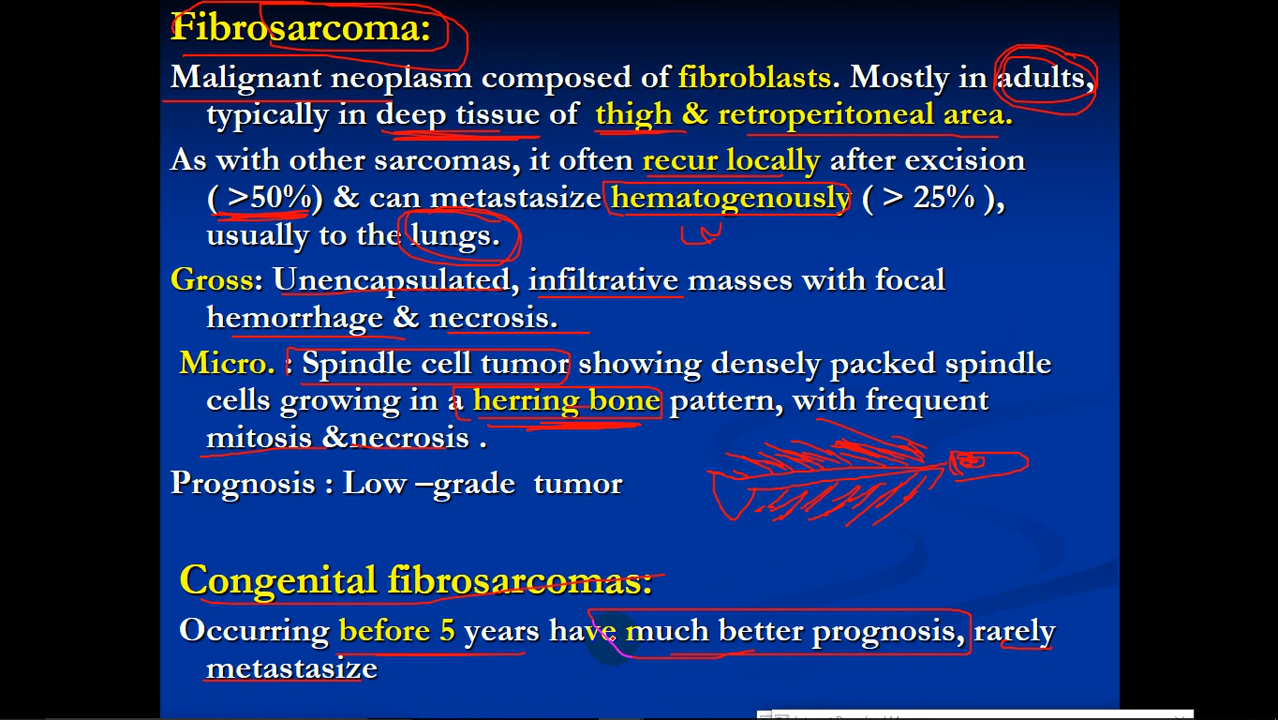 Fibrosarcoma:
Malignant neoplasm composed of fibroblasts. Mostly in adults,
typically in deep tissue of thigh & retroperitoneal area.
As with other sarcomas, it often recur locally after excision
( >50%) & can metastasize hematogenously ( > 25% ),
usually to the lungs.
Gross: Unencapsulated, infiltrative masses with focal
hemorrhage & necrosis.
Micro. : Spindle cell tumor showing densely packed spindle
cells growing in a herring bone pattern, with frequent
mitosis &necrosis .
Prognosis : Low –grade tumor
Congenital fibrosarcomas:
Occurring before 5 years have much better prognosis, rarely
metastasize